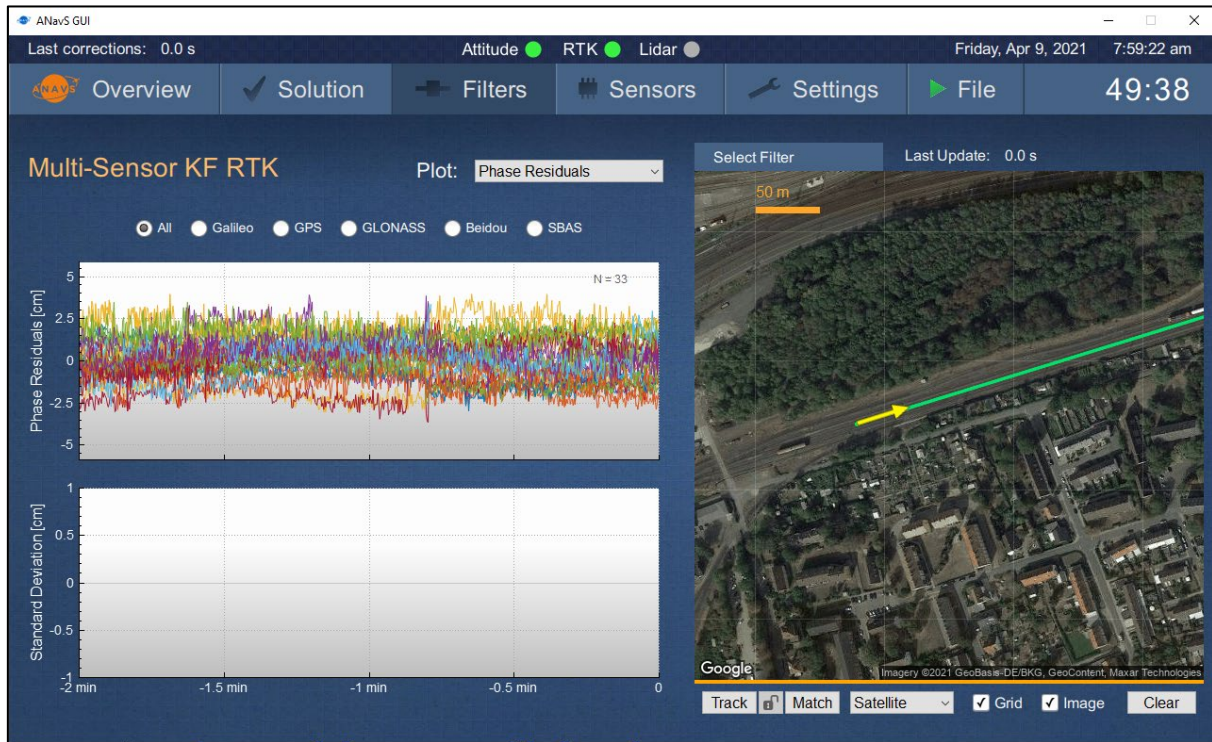 ANavS GUI
Last corrections: 0.0 s
Attitude RTK Lidar
Friday, Apr 9, 2021 7:59:22 am
ANAVS Overview Solution Filters Sensors Settings File 49:38
Multi-Sensor KF RTK
Plot: Phase Residuals
Select Filter
Last Update: 0.0 s
All Galileo GPS GLONASS Beidou SBAS
50 m
N = 33
Phase Residuals [cm]
5
2.5
0
-2.5
-5
Standard Deviation [cm]
1
0.5
0
-0.5
-1
-2 min -1.5 min -1 min -0.5 min 0
Google
Imagery ©2021 GeoBasis-DE/BKG, GeoContent, Maxar Technologies
Track Match Satellite Grid Image Clear